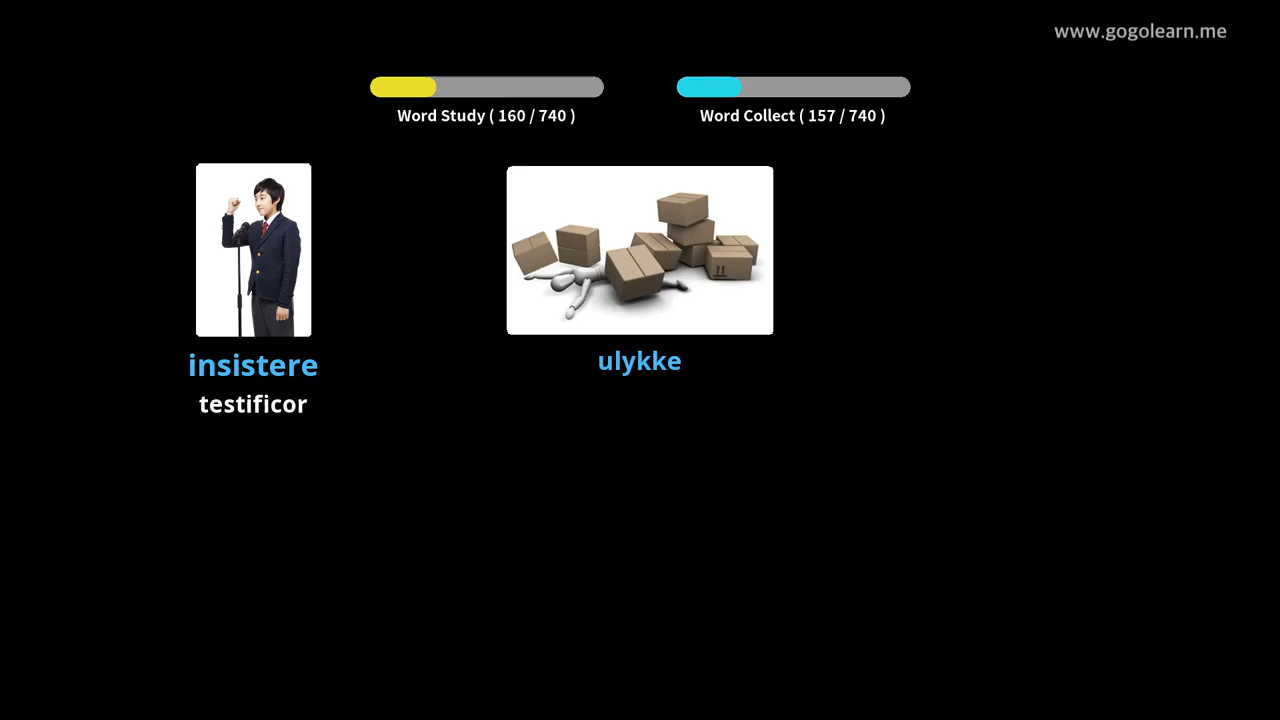 www.gogolearn.me
Word Study ( 160 / 740 )
Word Collect ( 157 / 740 )
insistere
testificor
ulykke